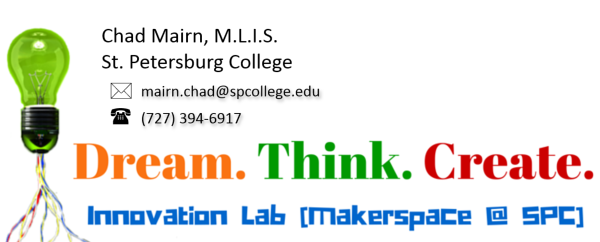 Chad Mairn, M.L.I.S.
St. Petersburg College
mairn.chad@spcollege.edu
(727) 394-6917
Dream. Think. Create.
Innovation Lab [Makerspace @ SPC]